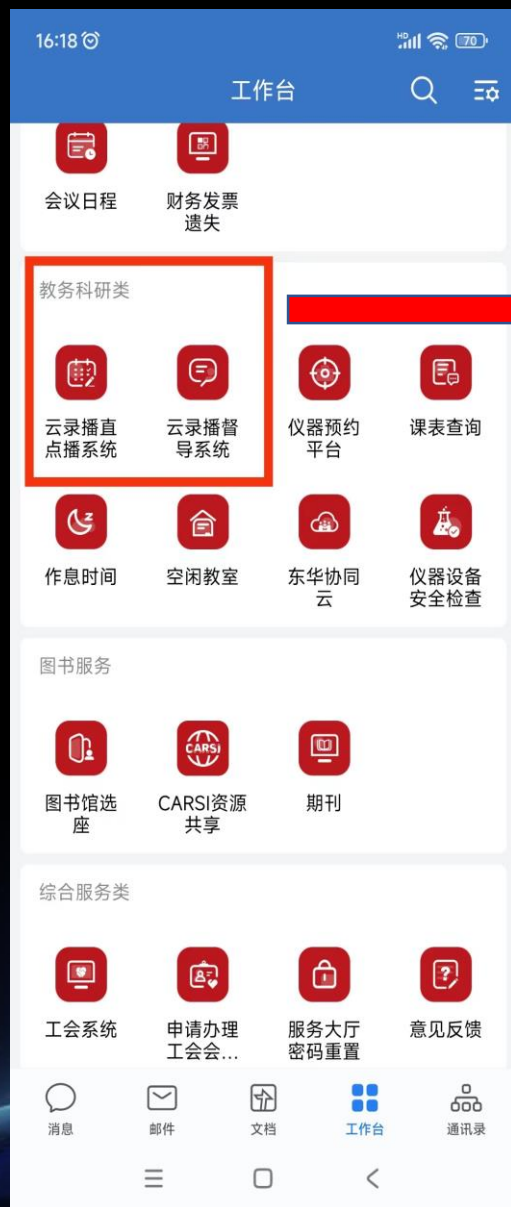 16:18
HD
70
工作台
会议日程
财务发票
遗失
教务科研类
云录播直
点播系统
云录播督
导系统
仪器预约
平台
课表查询
作息时间
空闲教室
东华协同
云
仪器设备
安全检查
图书服务
图书馆选
座
CARSI
CARSI资源
共享
期刊
综合服务类
工会系统
申请办理
工会会...
服务大厅
密码重置
意见反馈
消息
邮件
文档
工作台
通讯录